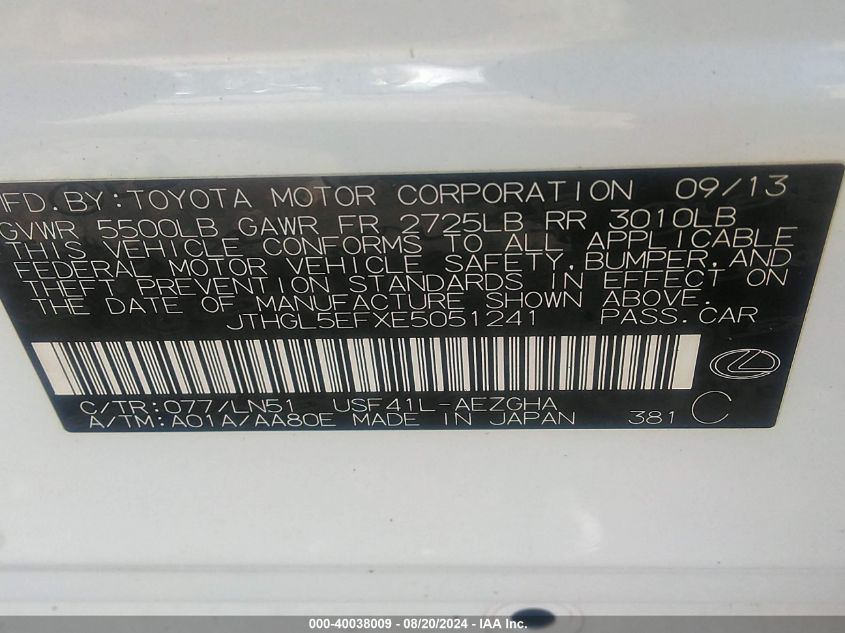 MFD.BY:TOYOTA MOTOR CORPORATION 09/13
GVWR 5500LB GAWR FR 2725LB RR 3010LB
THIS VEHICLE CONFORMS TO ALL APPLICABLE
FEDERAL MOTOR VEHICLE SAFETY, BUMPER, AND
THEFT PREVENTION STANDARDS IN EFFECT ON
THE DATE OF MANUFACTURE SHOWN ABOVE.
JTHGL5EFXE5051241 PASS.CAR
C/TR:077/LN51 USF41L-AEZGHA
A/TM:A01A/AA80E MADE IN JAPAN 381 C
000-40038009 - 08/20/2024 - IAA Inc.